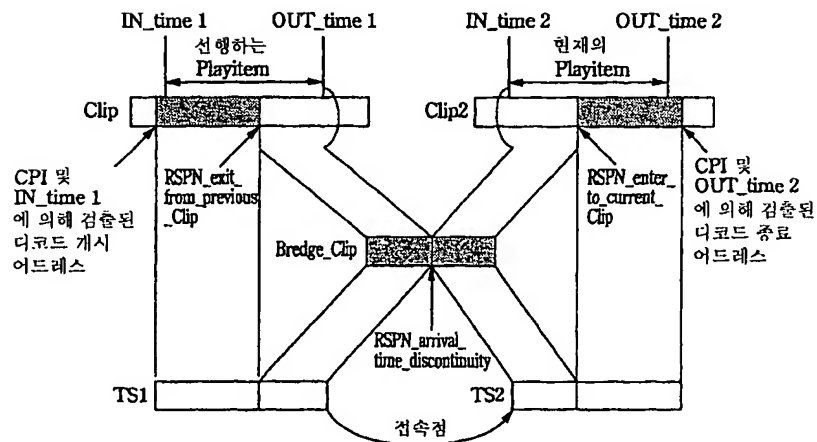 IN_time 1
OUT_time 1
IN_time 2
OUT_time 2
선행하는
Playitem
현재의
Playitem
Clip
Clip2
CPI 및
IN_time 1
에 의해 검출된
디코드 개시
어드레스
RSPN_exit_
from_previous
_Clip
RSPN_enter_
to_current_
Clip
CPI 및
OUT_time 2
에 의해 검출된
디코드 종료
어드레스
Bredge_Clip
RSPN_arrival_
time_discontinuity
TS1
TS2
접속점